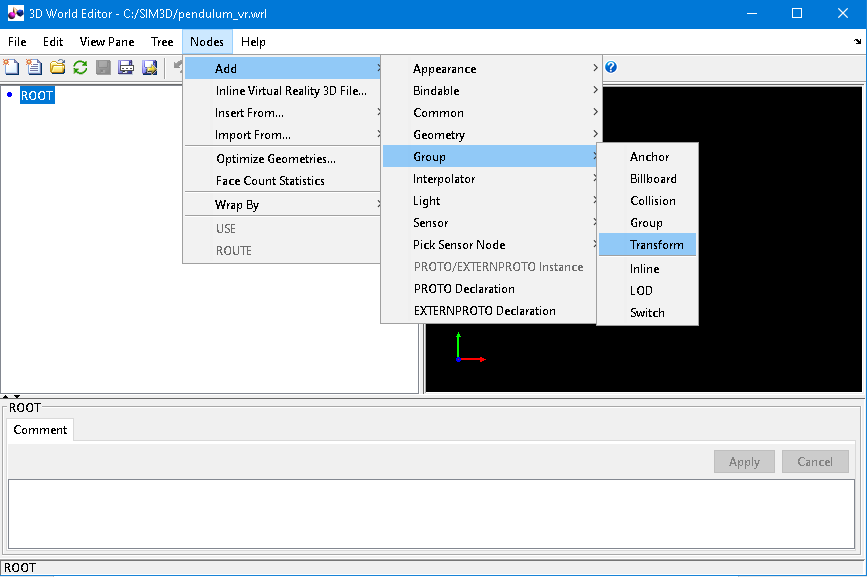 3D World Editor - C:/SIM3D/pendulum_vr.wrl
File Edit View Pane Tree Nodes Help
ROOT
Add
Inline Virtual Reality 3D File...
Insert From...
Import From...
Optimize Geometries...
Face Count Statistics
Wrap By
USE
ROUTE
Appearance
Bindable
Common
Geometry
Group
Interpolator
Light
Sensor
Pick Sensor Node
PROTO/EXTERNPROTO Instance
PROTO Declaration
EXTERNPROTO Declaration
Anchor
Billboard
Collision
Group
Transform
Inline
LOD
Switch
ROOT
Comment
Apply Cancel
ROOT